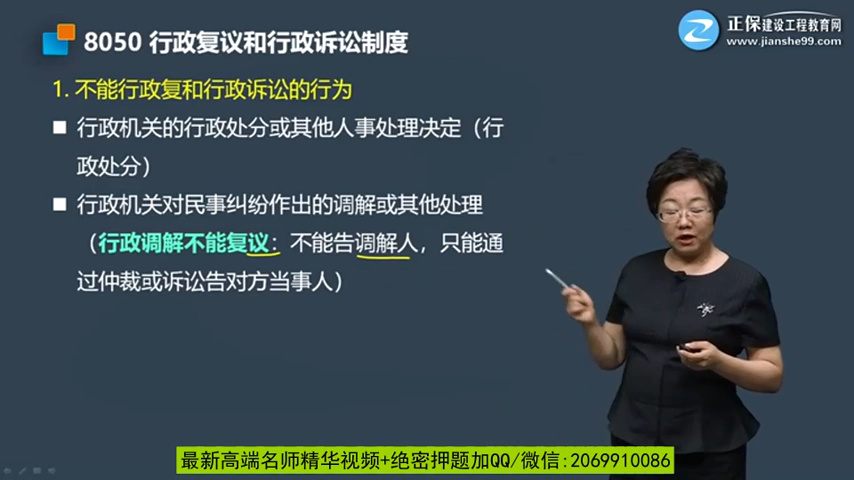 8050 行政复议和行政诉讼制度
正保建设工程教育网
www.jianshe99.com
1. 不能行政复和行政诉讼的行为
■ 行政机关的行政处分或其他人事处理决定（行
政处分）
■ 行政机关对民事纠纷作出的调解或其他处理
（行政调解不能复议：不能告调解人，只能通
过仲裁或诉讼告对方当事人）
最新高端名师精华视频+绝密押题加QQ/微信:2069910086